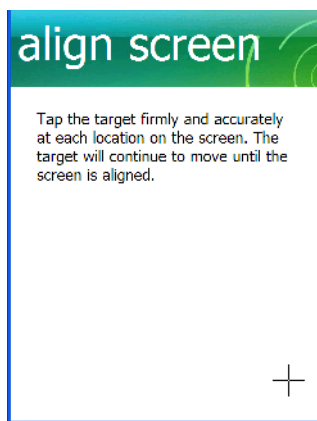 align screen
Tap the target firmly and accurately
at each location on the screen. The
target will continue to move until the
screen is aligned.